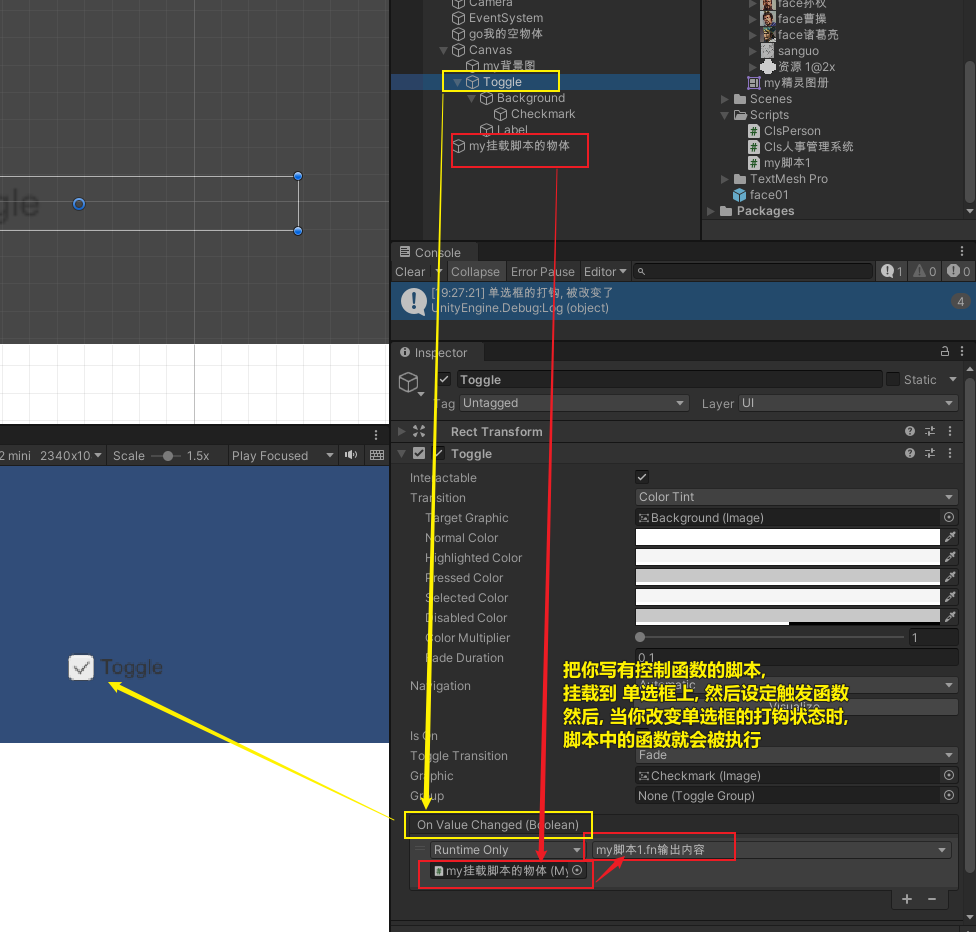 Camera
EventSystem
go我的空物体
Canvas
my背景图
Toggle
Background
Checkmark
Label
my挂载脚本的物体
face孙权
face曹操
face诸葛亮
sanguo
资源 1@2x
my精灵图册
Scenes
Scripts
ClsPerson
Cls人事管理系统
my脚本1
TextMesh Pro
face01
Packages
gle
Console
Clear Collapse Error Pause Editor 1 0 0
[19:27:21] 单选框的打钩, 被改变了
UnityEngine.Debug:Log (object)
4
Inspector
Toggle Static
Tag Untagged Layer UI
Rect Transform
Toggle
Interactable
Transition Color Tint
Target Graphic Background (Image)
Normal Color
Highlighted Color
Pressed Color
Selected Color
Disabled Color
Color Multiplier 1
Fade Duration 0.1
Navigation Automatic
Visualize
Is On
Toggle Transition Fade
Graphic Checkmark (Image)
Group None (Toggle Group)
On Value Changed (Boolean)
Runtime Only my脚本1.fn输出内容
my挂载脚本的物体 (My
+ −
2 mini 2340x10 Scale 1.5x Play Focused
Toggle
把你写有控制函数的脚本,
挂载到 单选框上, 然后设定触发函数
然后, 当你改变单选框的打钩状态时,
脚本中的函数就会被执行